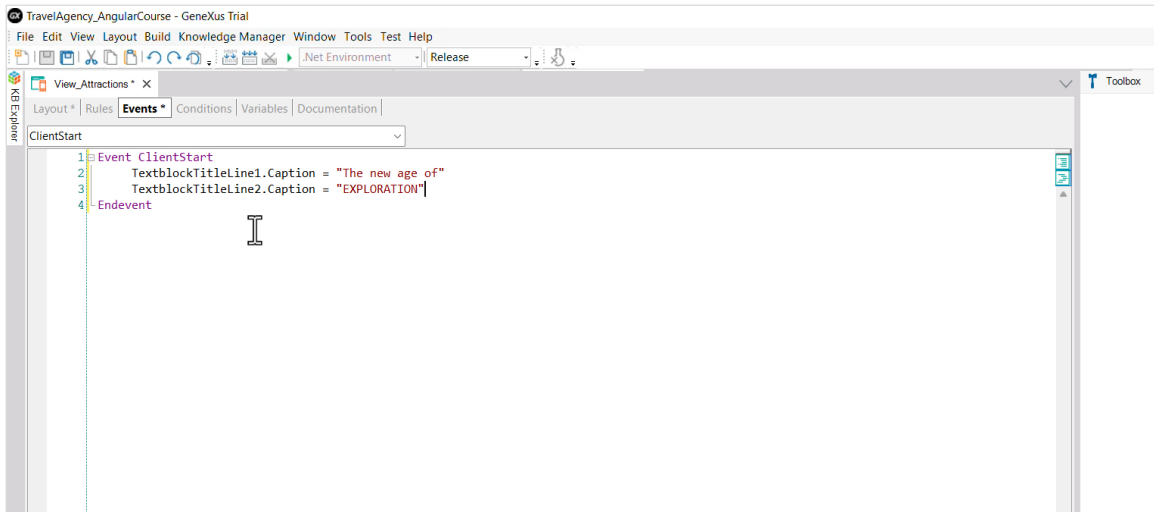 GX TravelAgency_AngularCourse - GeneXus Trial
File Edit View Layout Build Knowledge Manager Window Tools Test Help
.Net Environment Release
View_Attractions * X Toolbox
KB Explorer
Layout * Rules Events * Conditions Variables Documentation
ClientStart
1 Event ClientStart
2 TextblockTitleLine1.Caption = "The new age of"
3 TextblockTitleLine2.Caption = "EXPLORATION"
4 Endevent